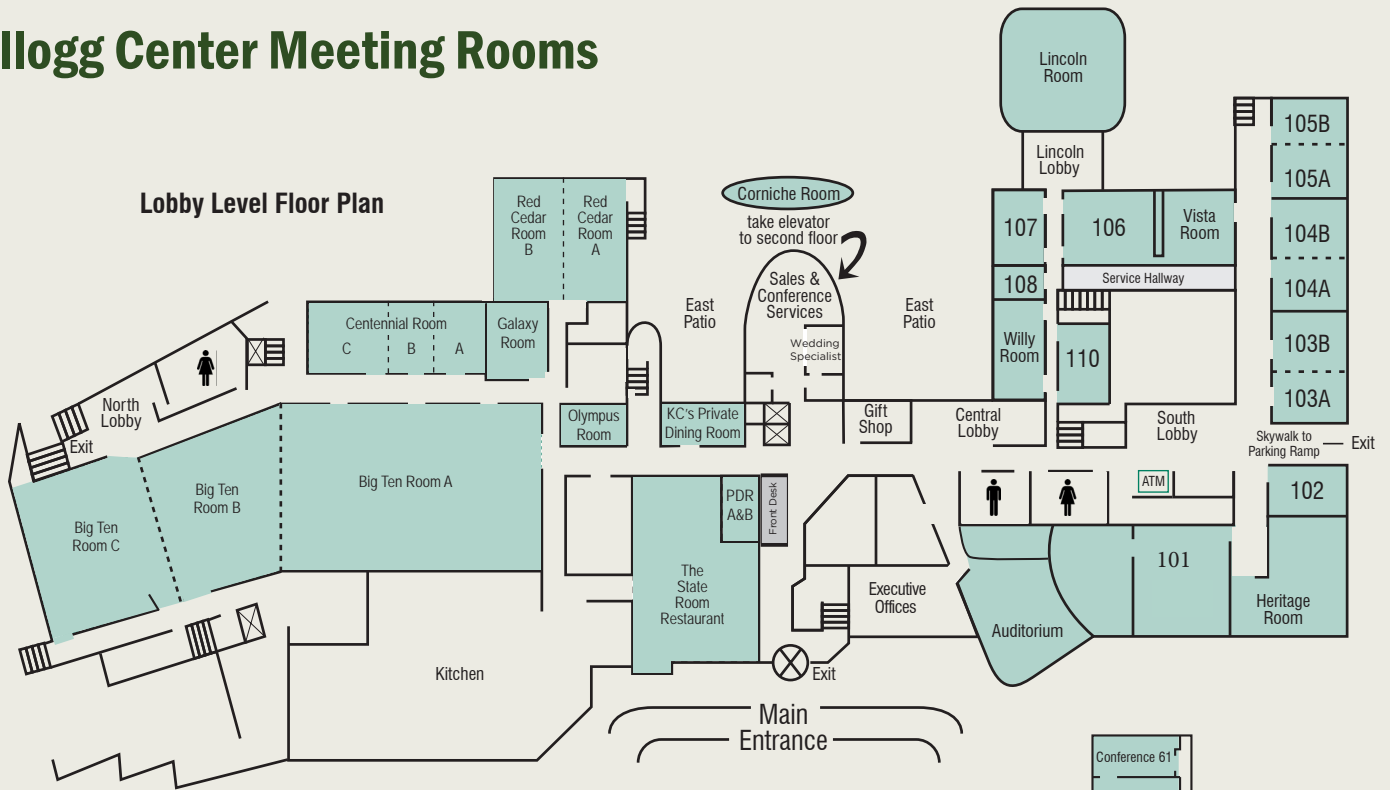 llogg Center Meeting Rooms
Lobby Level Floor Plan
Lincoln
Room
Lincoln
Lobby
105B
105A
104B
104A
103B
103A
107
108
Willy
Room
106
Vista
Room
Service Hallway
110
Corniche Room
take elevator
to second floor
Sales &
Conference
Services
Wedding
Specialist
East
Patio
East
Patio
Red
Cedar
Room
B
Red
Cedar
Room
A
Centennial Room
C
B
A
Galaxy
Room
North
Lobby
Exit
Olympus
Room
KC's Private
Dining Room
Gift
Shop
Central
Lobby
South
Lobby
Skywalk to
Parking Ramp
Exit
Big Ten
Room C
Big Ten
Room B
Big Ten Room A
PDR
A&B
Front Desk
The
State
Room
Restaurant
ATM
102
101
Executive
Offices
Auditorium
Heritage
Room
Kitchen
Exit
Main
Entrance
Conference 61